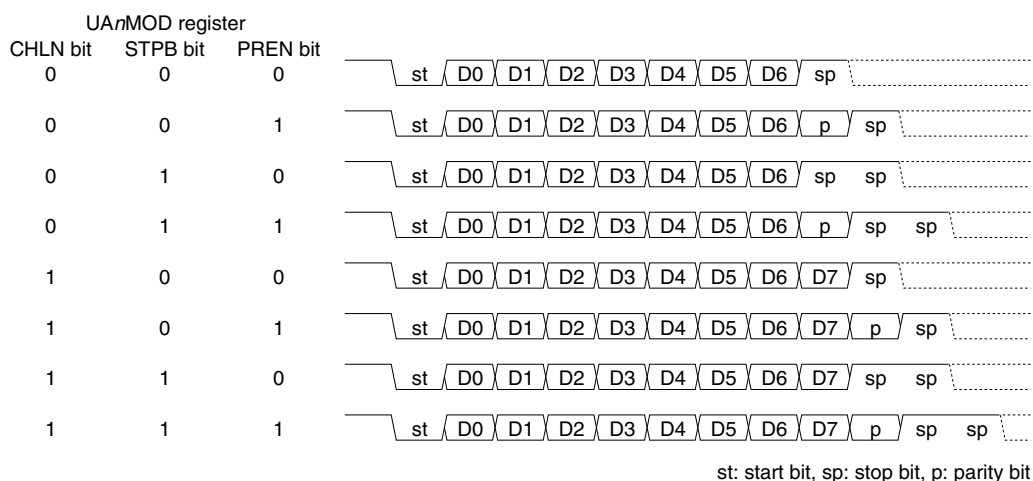 UAnMOD register
CHLN bit STPB bit PREN bit
0 0 0 st D0 D1 D2 D3 D4 D5 D6 sp
0 0 1 st D0 D1 D2 D3 D4 D5 D6 p sp
0 1 0 st D0 D1 D2 D3 D4 D5 D6 sp sp
0 1 1 st D0 D1 D2 D3 D4 D5 D6 p sp sp
1 0 0 st D0 D1 D2 D3 D4 D5 D6 D7 sp
1 0 1 st D0 D1 D2 D3 D4 D5 D6 D7 p sp
1 1 0 st D0 D1 D2 D3 D4 D5 D6 D7 sp sp
1 1 1 st D0 D1 D2 D3 D4 D5 D6 D7 p sp sp
st: start bit, sp: stop bit, p: parity bit